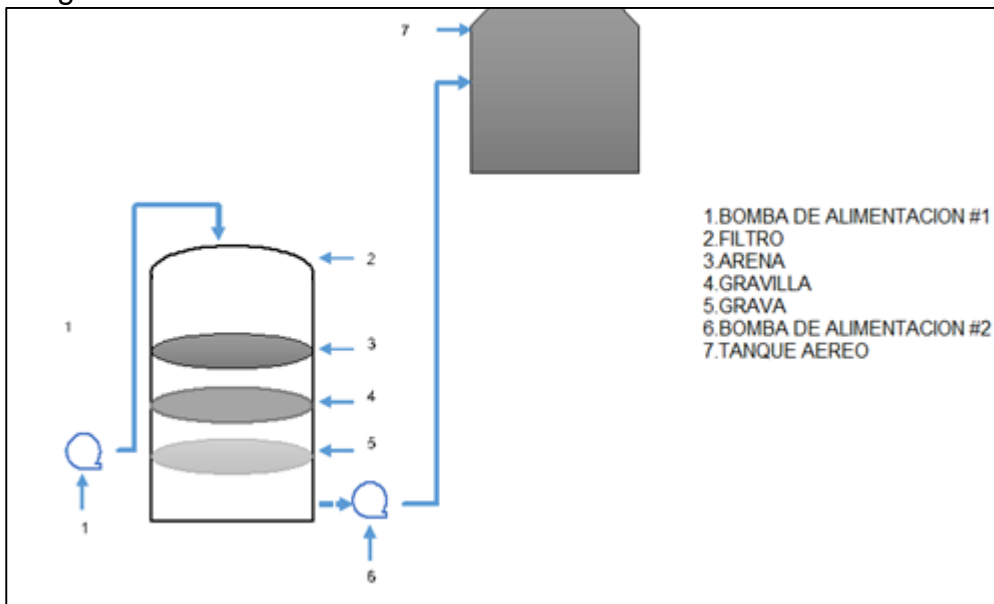 7
2
1
3
4
5
1
6
1.BOMBA DE ALIMENTACION #1
2.FILTRO
3.ARENA
4.GRAVILLA
5.GRAVA
6.BOMBA DE ALIMENTACION #2
7.TANQUE AEREO